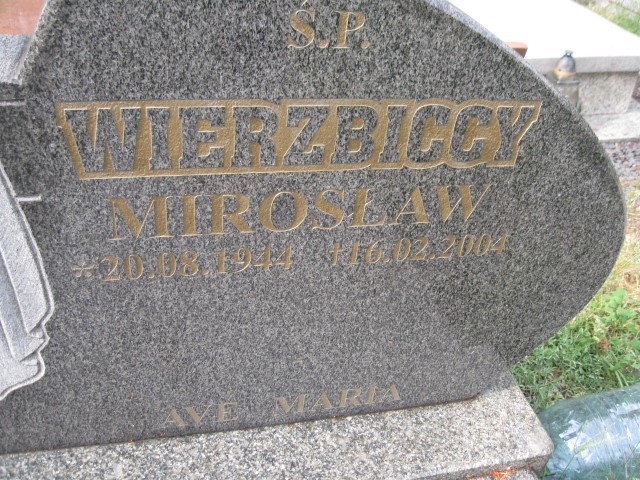 Ś.P.
WIERZBICCY
MIROSŁAW
*20.08.1944 †16.02.2004
AVE MARIA